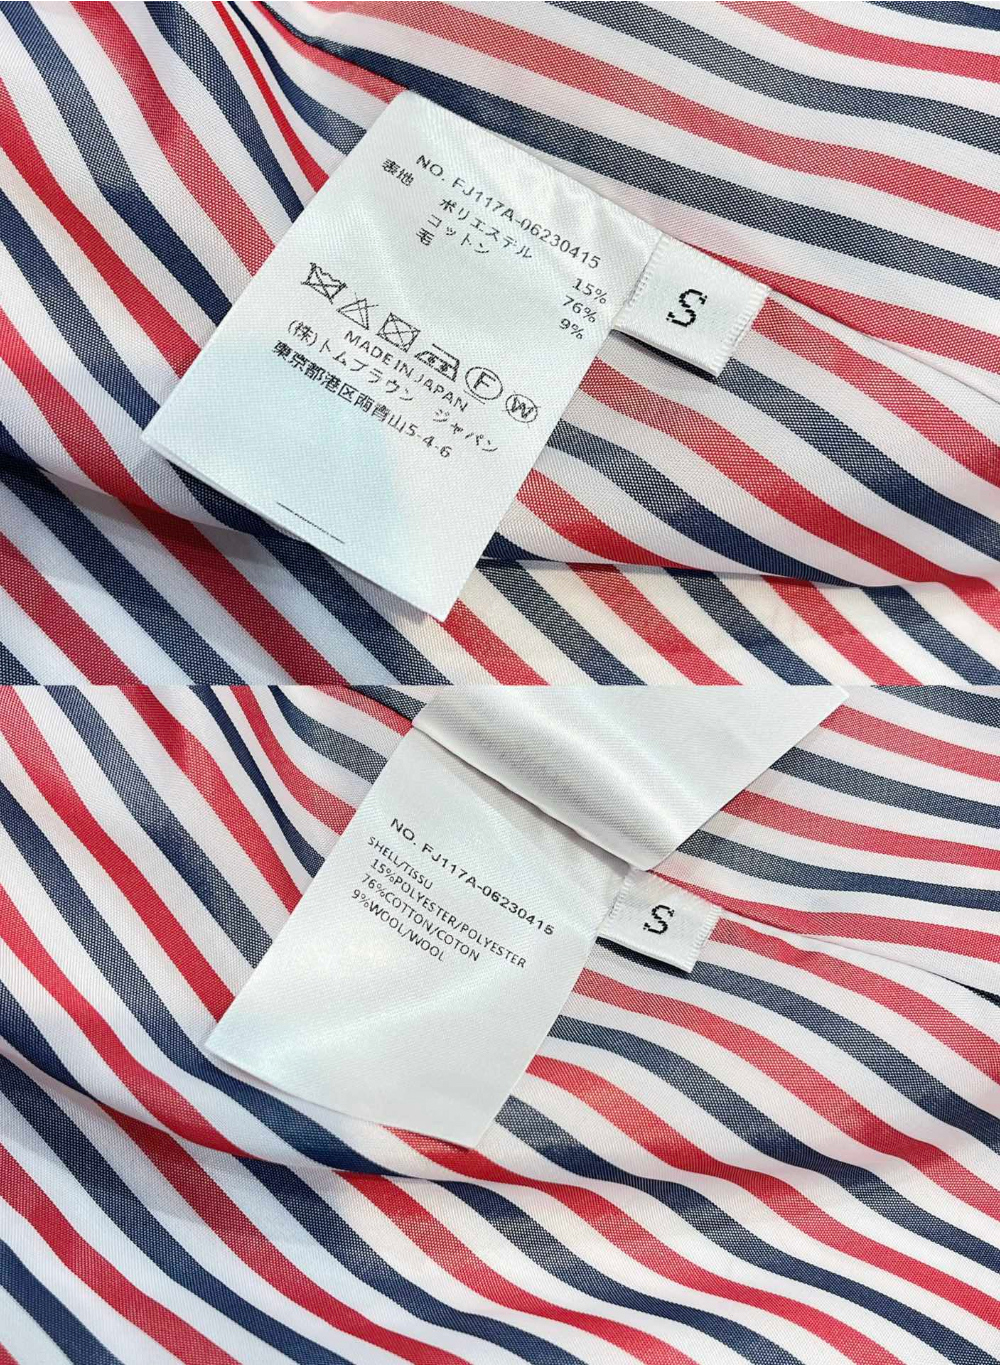 NO. FJ117A-06230415
表地 ポリエステル 15%
コットン 76%
毛 9%
F W
MADE IN JAPAN
(株)トムブラウン ジャパン
東京都港区南青山5-4-6
S
NO. FJ117A-06230415
SHELL/TISSU
15%POLYESTER/POLYESTER
76%COTTON/COTON
9%WOOL/WOOL
S